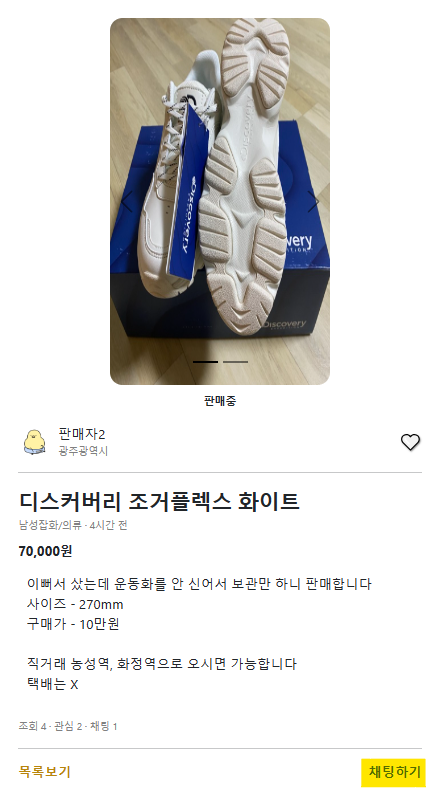 DISCOVERY
Discovery
very
Discovery
판매중
판매자2
광주광역시
디스커버리 조거플렉스 화이트
남성잡화/의류 · 4시간 전
70,000원
이뻐서 샀는데 운동화를 안 신어서 보관만 하니 판매합니다
사이즈 - 270mm
구매가 - 10만원
직거래 농성역, 화정역으로 오시면 가능합니다
택배는 X
조회 4 · 관심 2 · 채팅 1
목록보기
채팅하기